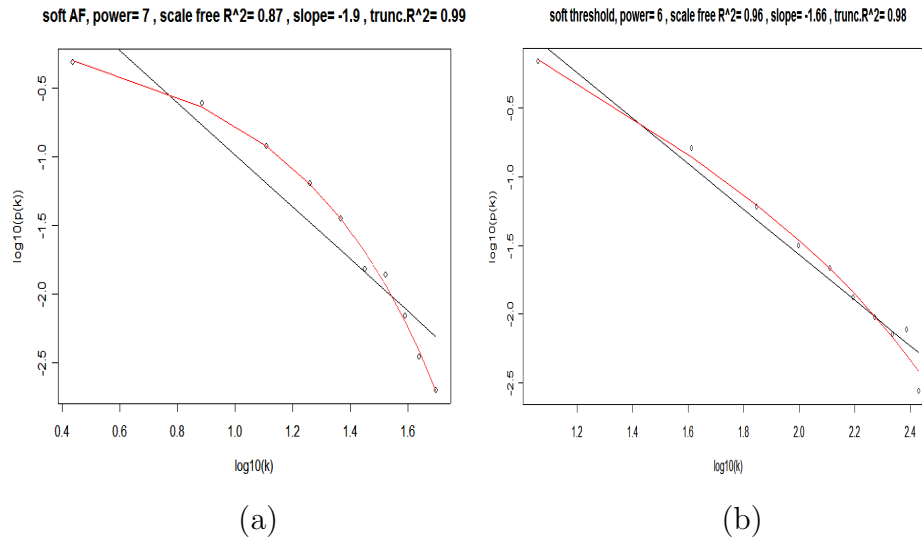 soft AF, power= 7 , scale free R^2= 0.87 , slope= -1.9 , trunc.R^2= 0.99
log10(p(k))
-0.5
-1.0
-1.5
-2.0
-2.5
0.4 0.6 0.8 1.0 1.2 1.4 1.6
log10(k)
(a)
soft threshold, power= 6 , scale free R^2= 0.96 , slope= -1.66 , trunc.R^2= 0.98
log10(p(k))
-0.5
-1.0
-1.5
-2.0
-2.5
1.2 1.4 1.6 1.8 2.0 2.2 2.4
log10(k)
(b)